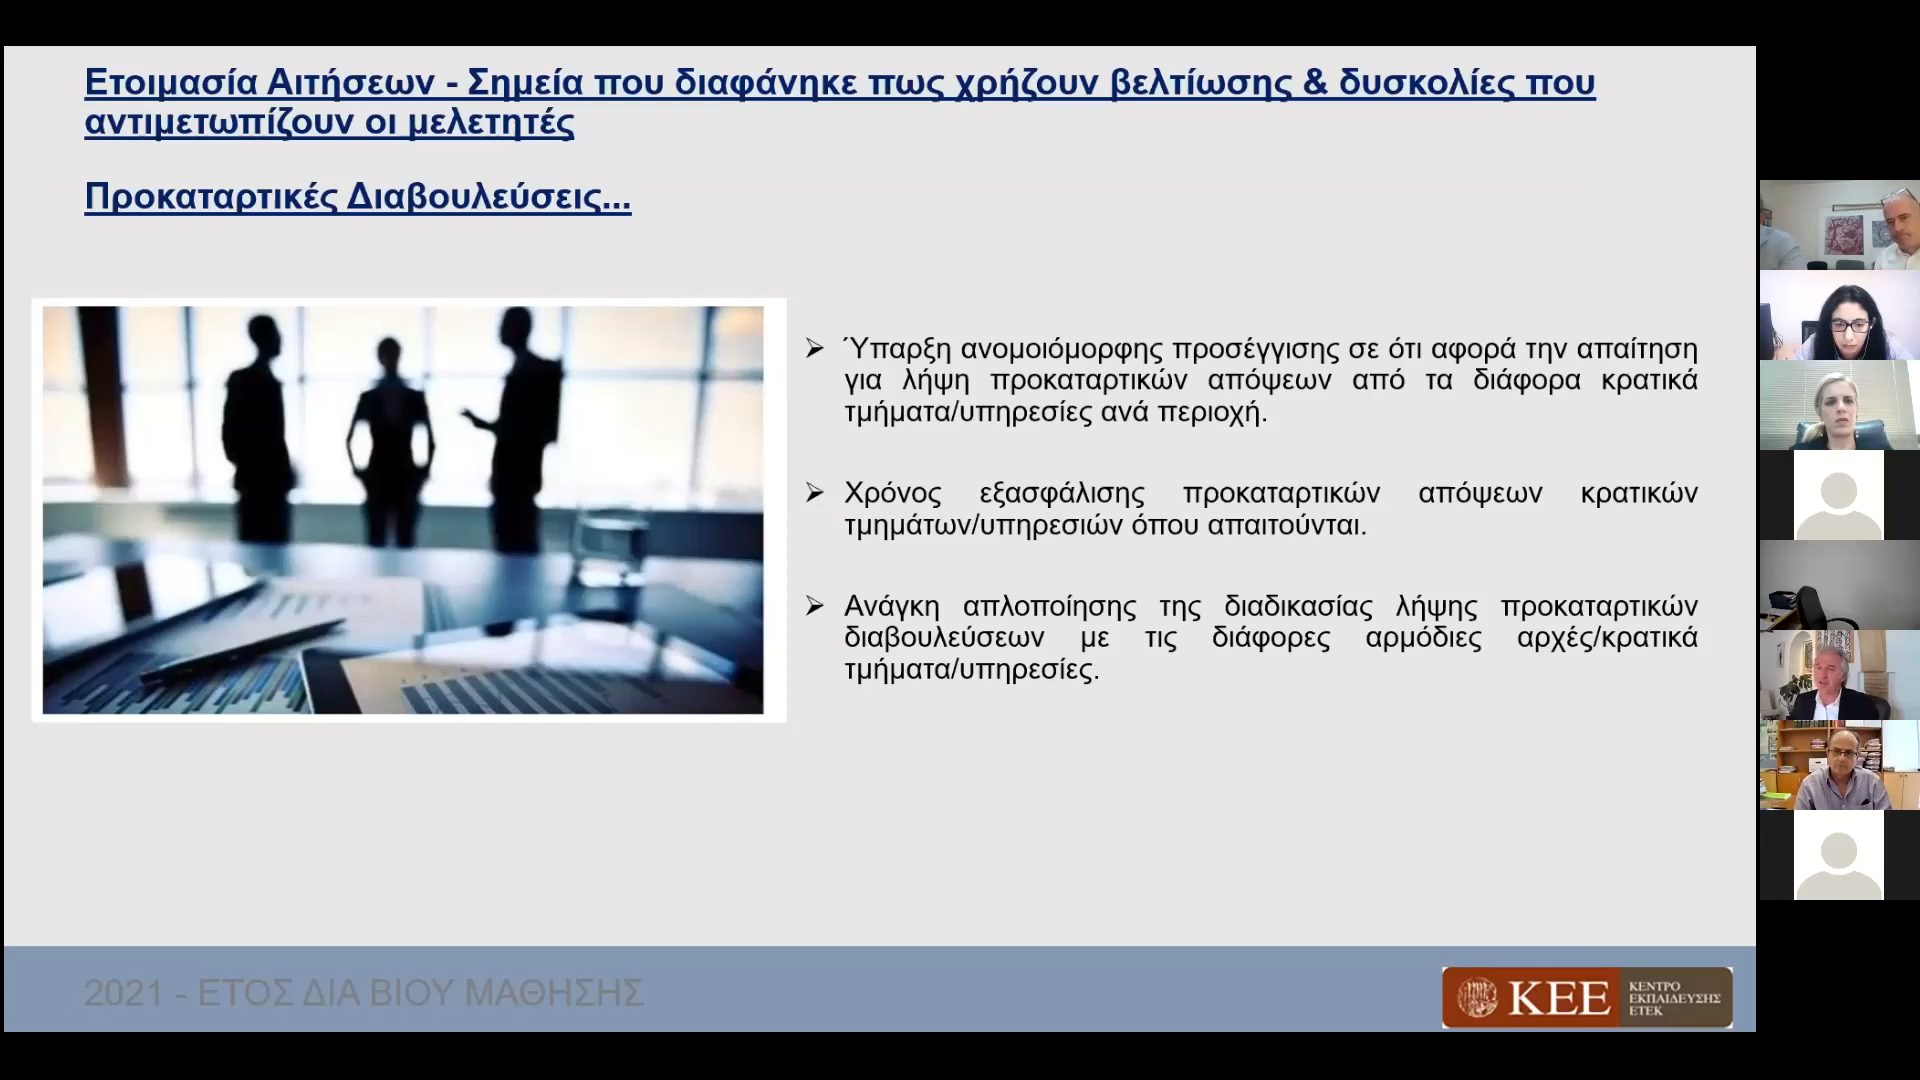 Ετοιμασία Αιτήσεων - Σημεία που διαφάνηκε πως χρήζουν βελτίωσης & δυσκολίες που
αντιμετωπίζουν οι μελετητές
Προκαταρτικές Διαβουλεύσεις...
➢ Ύπαρξη ανομοιόμορφης προσέγγισης σε ότι αφορά την απαίτηση
για λήψη προκαταρτικών απόψεων από τα διάφορα κρατικά
τμήματα/υπηρεσίες ανά περιοχή.
➢ Χρόνος εξασφάλισης προκαταρτικών απόψεων κρατικών
τμημάτων/υπηρεσιών όπου απαιτούνται.
➢ Ανάγκη απλοποίησης της διαδικασίας λήψης προκαταρτικών
διαβουλεύσεων με τις διάφορες αρμόδιες αρχές/κρατικά
τμήματα/υπηρεσίες.
2021 - ΕΤΟΣ ΔΙΑ ΒΙΟΥ ΜΑΘΗΣΗΣ
ΚΕΕ
ΚΕΝΤΡΟ
ΕΚΠΑΙΔΕΥΣΗΣ
ΕΤΕΚ